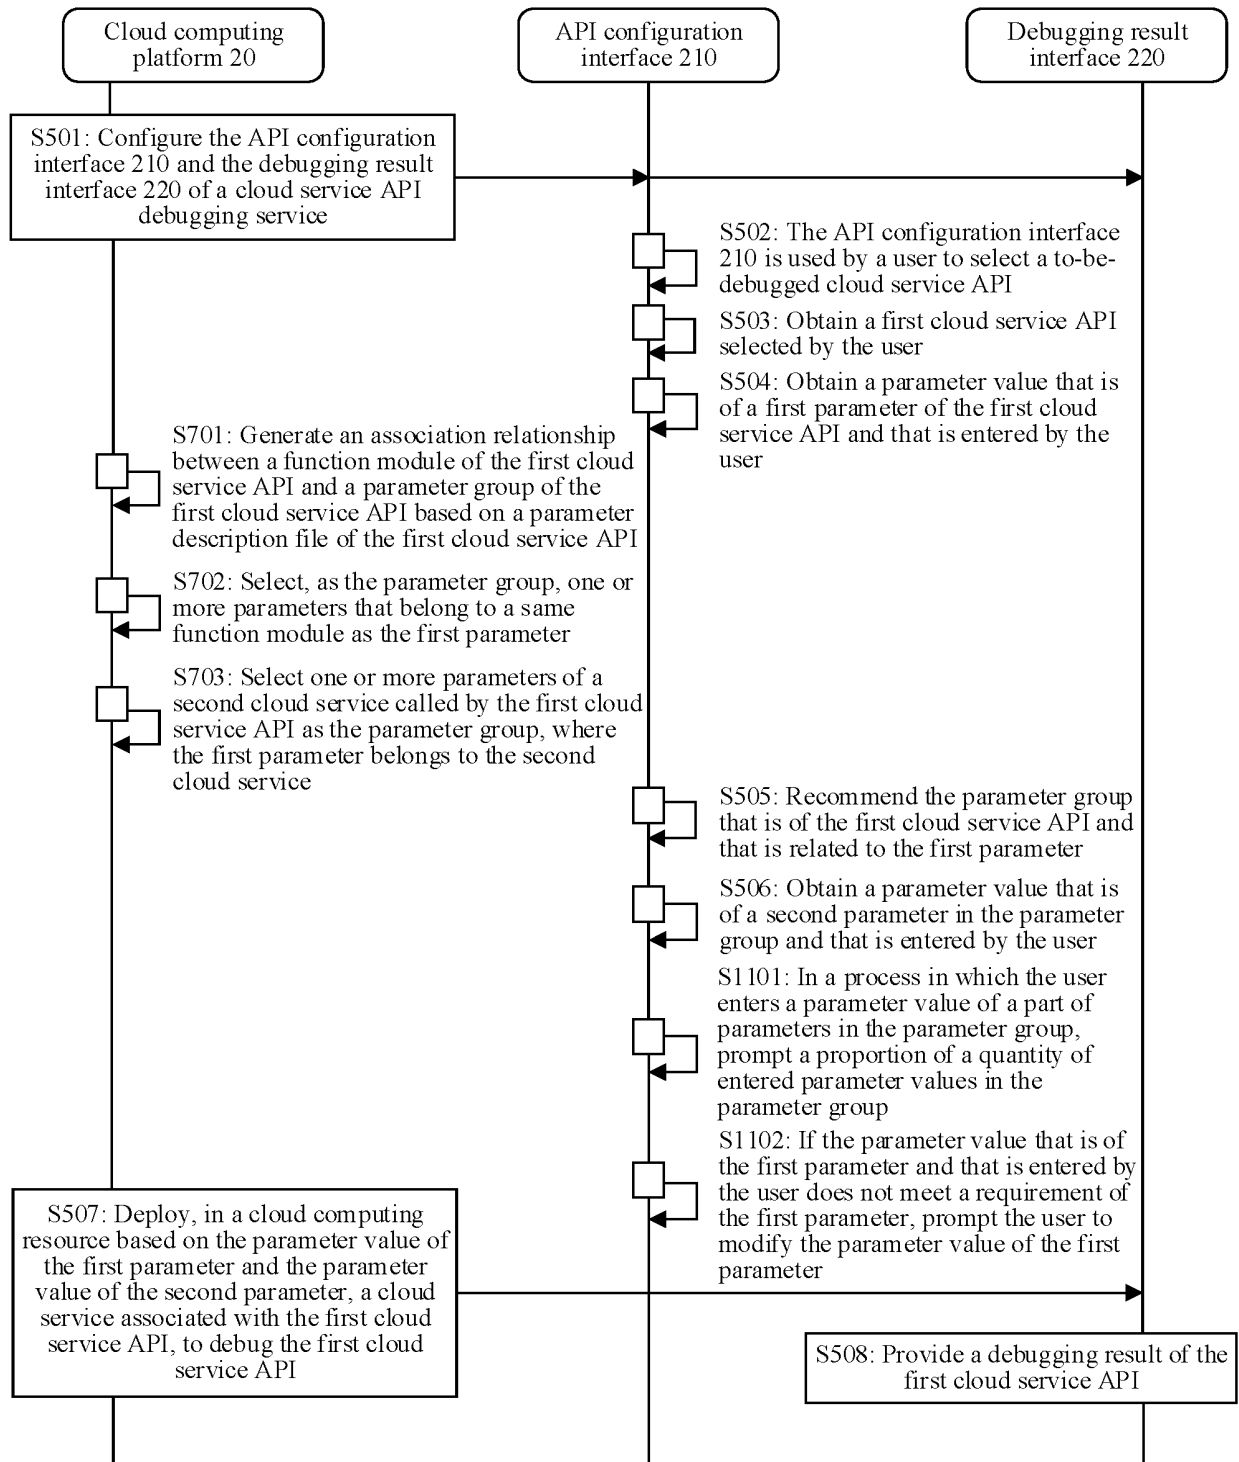 Cloud computing
platform 20
API configuration
interface 210
Debugging result
interface 220
S501: Configure the API configuration
interface 210 and the debugging result
interface 220 of a cloud service API
debugging service
S502: The API configuration interface
210 is used by a user to select a to-be-
debugged cloud service API
S503: Obtain a first cloud service API
selected by the user
S504: Obtain a parameter value that is
of a first parameter of the first cloud
service API and that is entered by the
user
S701: Generate an association relationship
between a function module of the first cloud
service API and a parameter group of the
first cloud service API based on a parameter
description file of the first cloud service API
S702: Select, as the parameter group, one or
more parameters that belong to a same
function module as the first parameter
S703: Select one or more parameters of a
second cloud service called by the first cloud
service API as the parameter group, where
the first parameter belongs to the second
cloud service
S505: Recommend the parameter group
that is of the first cloud service API and
that is related to the first parameter
S506: Obtain a parameter value that is
of a second parameter in the parameter
group and that is entered by the user
S1101: In a process in which the user
enters a parameter value of a part of
parameters in the parameter group,
prompt a proportion of a quantity of
entered parameter values in the
parameter group
S1102: If the parameter value that is of
the first parameter and that is entered by
the user does not meet a requirement of
the first parameter, prompt the user to
modify the parameter value of the first
parameter
S507: Deploy, in a cloud computing
resource based on the parameter value of
the first parameter and the parameter
value of the second parameter, a cloud
service associated with the first cloud
service API, to debug the first cloud
service API
S508: Provide a debugging result of the
first cloud service API